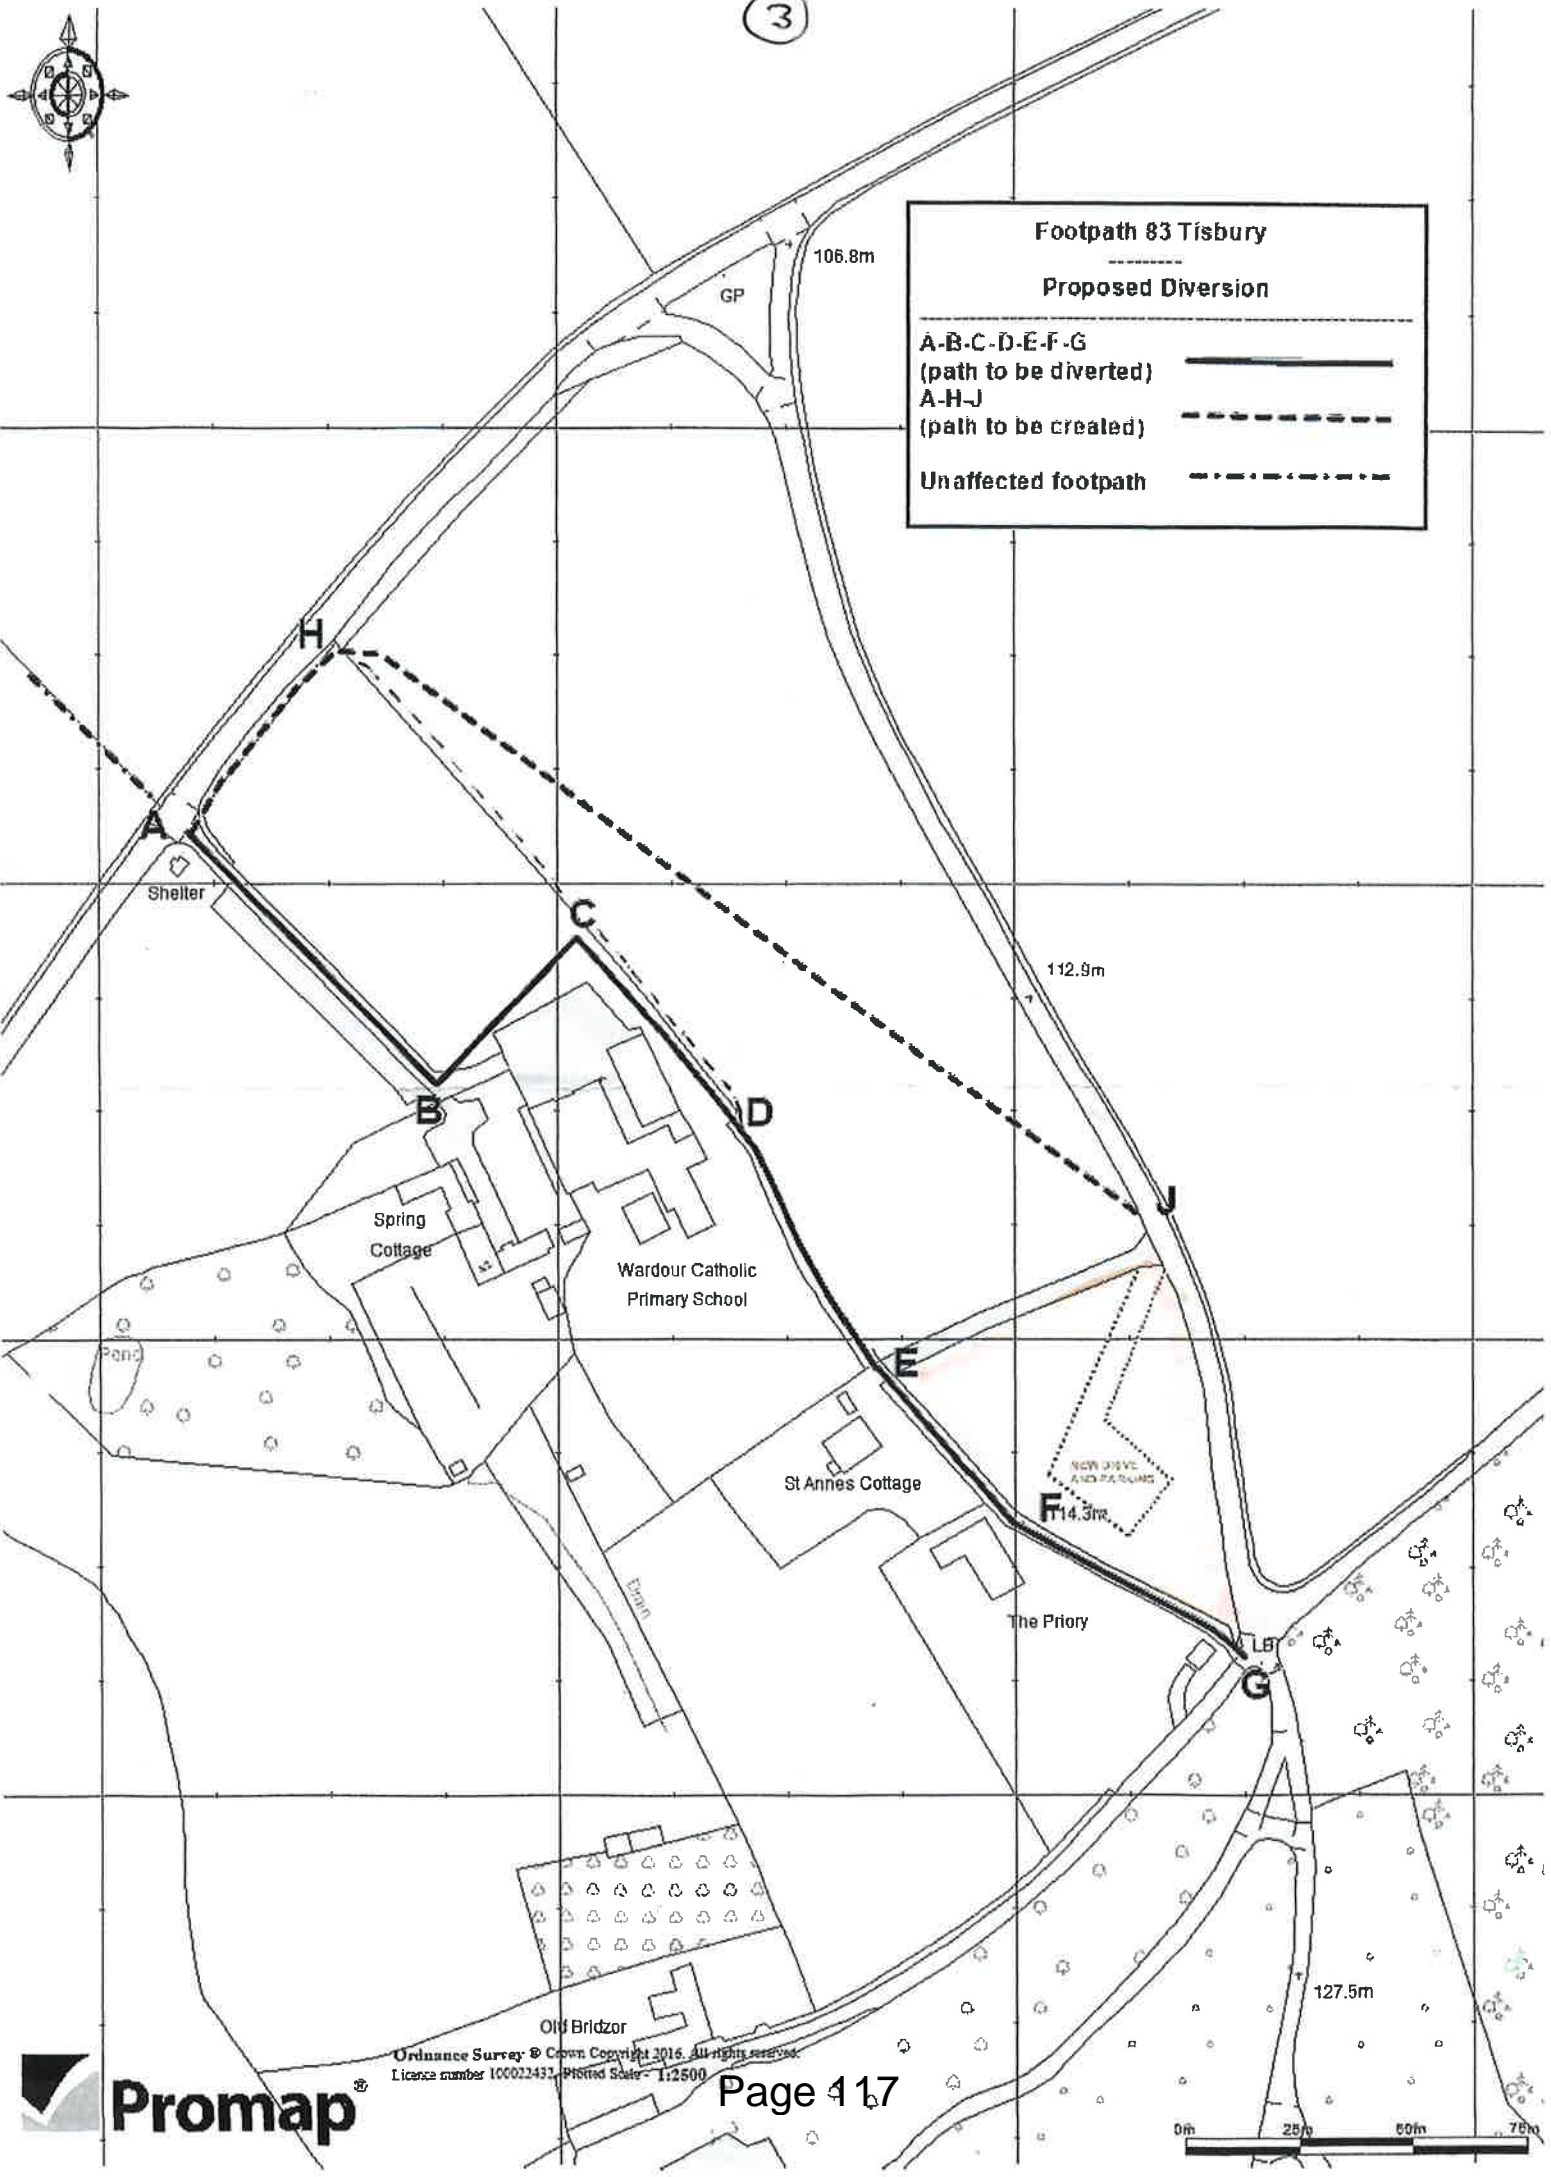 3
Footpath 83 Tisbury
Proposed Diversion
A-B-C-D-E-F-G
(path to be diverted)
A-H-J
(path to be created)
Unaffected footpath
106.8m
GP
H
A
Shelter
C
112.9m
B
D
J
Spring
Cottage
Wardour Catholic
Primary School
Pond
E
NEW DRIVE
AND PARKING
St Annes Cottage
F
114.3m
Drain
The Priory
LB
G
127.5m
Old Bridzor
Ordnance Survey © Crown Copyright 2016. All rights reserved.
Licence number 100022432. Plotted Scale - 1:2500
Promap®
Page 117
0m 25m 50m 75m